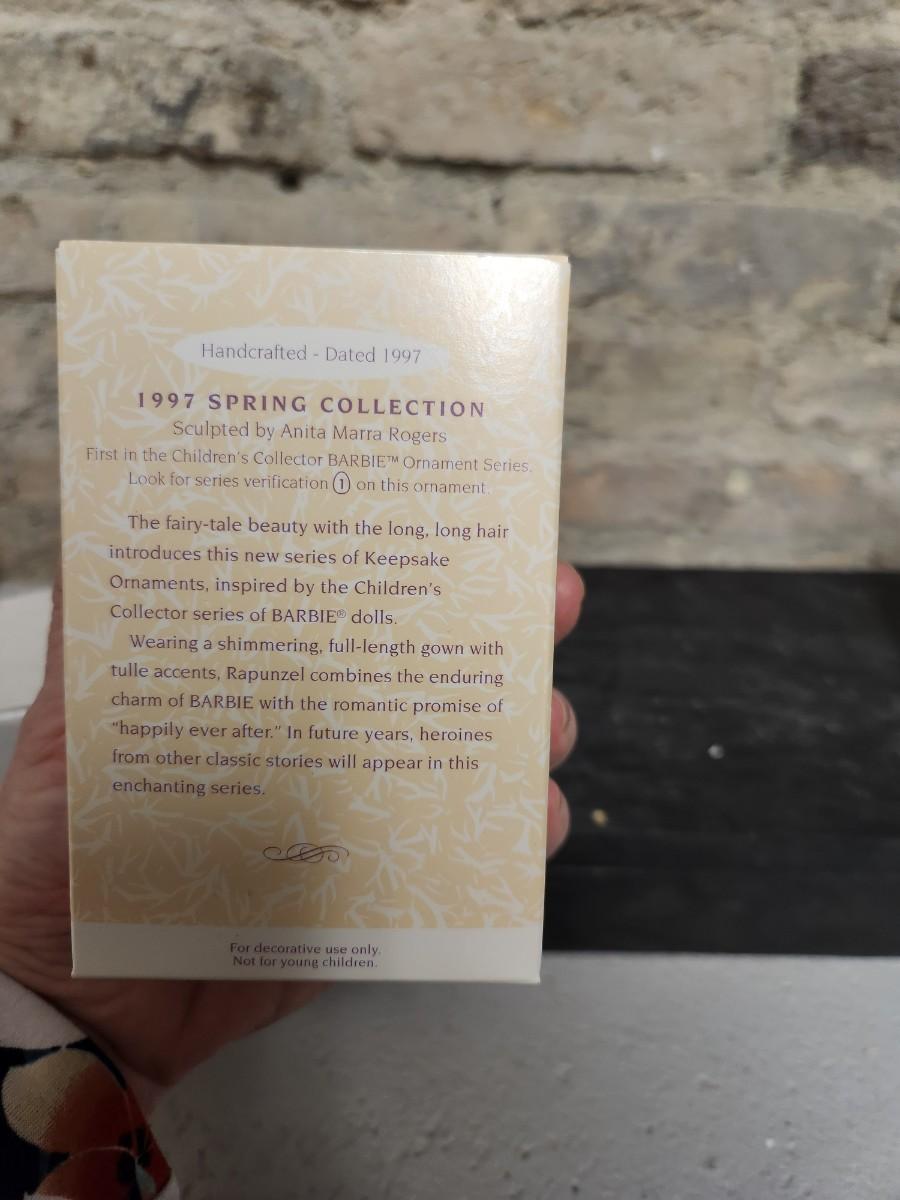 Handcrafted - Dated 1997
1997 SPRING COLLECTION
Sculpted by Anita Marra Rogers
First in the Children's Collector BARBIE™ Ornament Series.
Look for series verification ① on this ornament.
The fairy-tale beauty with the long, long hair
introduces this new series of Keepsake
Ornaments, inspired by the Children's
Collector series of BARBIE® dolls.
Wearing a shimmering, full-length gown with
tulle accents, Rapunzel combines the enduring
charm of BARBIE with the romantic promise of
"happily ever after." In future years, heroines
from other classic stories will appear in this
enchanting series.
For decorative use only.
Not for young children.